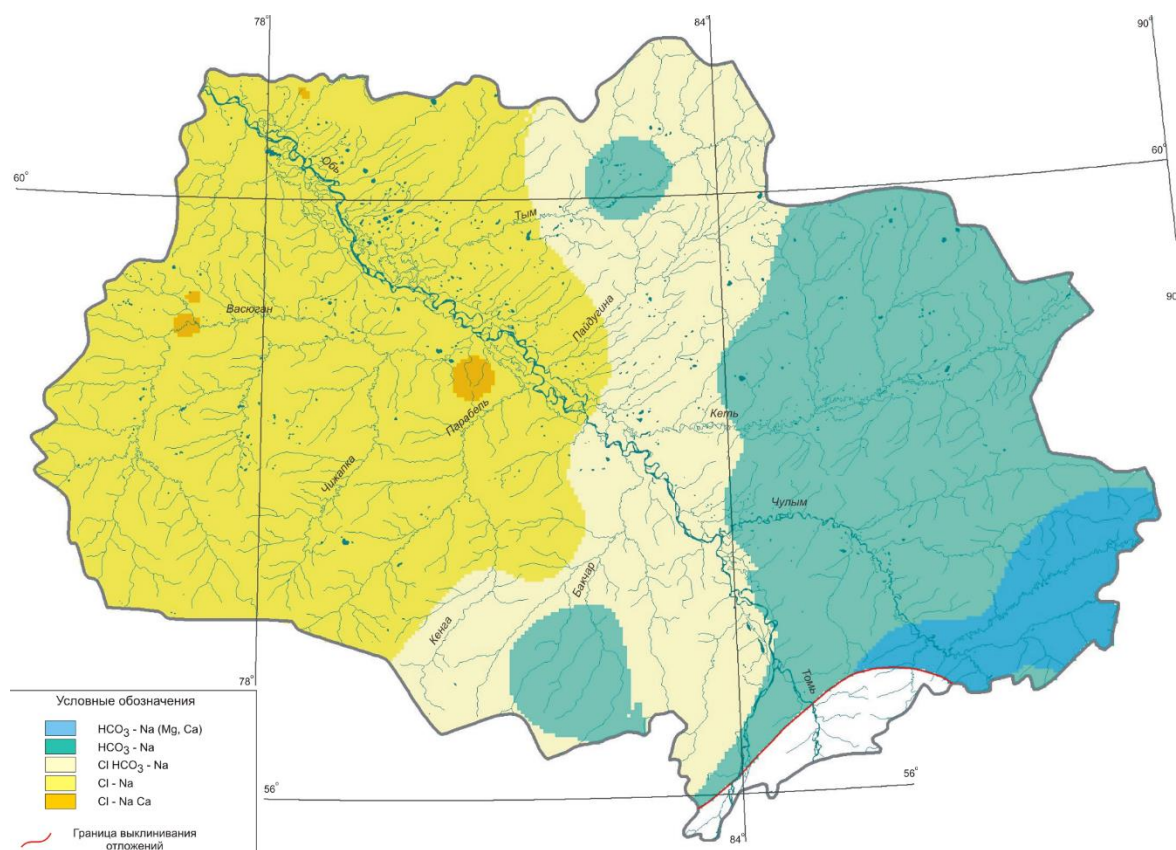 78°
84°
90°
60°
60°
Обь
Тым
90
Васюган
Пайдугина
Парабель
Кеть
Чижапка
Чулым
Бакчар
Кенга
Томь
78°
56°
56°
84°
Условные обозначения
HCO3 - Na (Mg, Ca)
HCO3 - Na
Cl HCO3 - Na
Cl - Na
Cl - Na Ca
Граница выклинивания
отложений